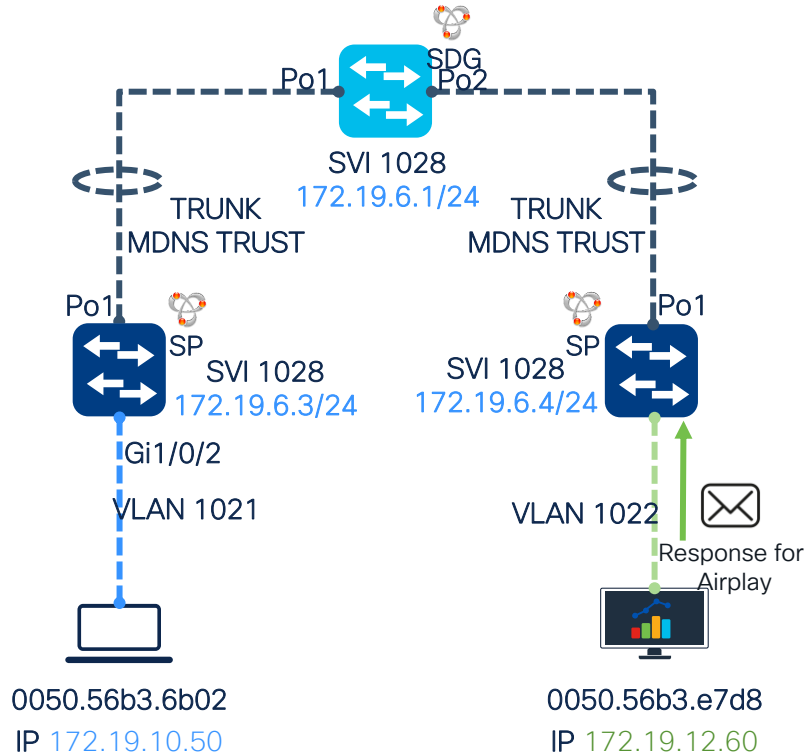 SDG
Po1
Po2
SVI 1028
172.19.6.1/24
TRUNK
MDNS TRUST
TRUNK
MDNS TRUST
Po1
SP
SVI 1028
172.19.6.3/24
Po1
SP
SVI 1028
172.19.6.4/24
Gi1/0/2
VLAN 1021
VLAN 1022
Response for
Airplay
0050.56b3.6b02
IP 172.19.10.50
0050.56b3.e7d8
IP 172.19.12.60